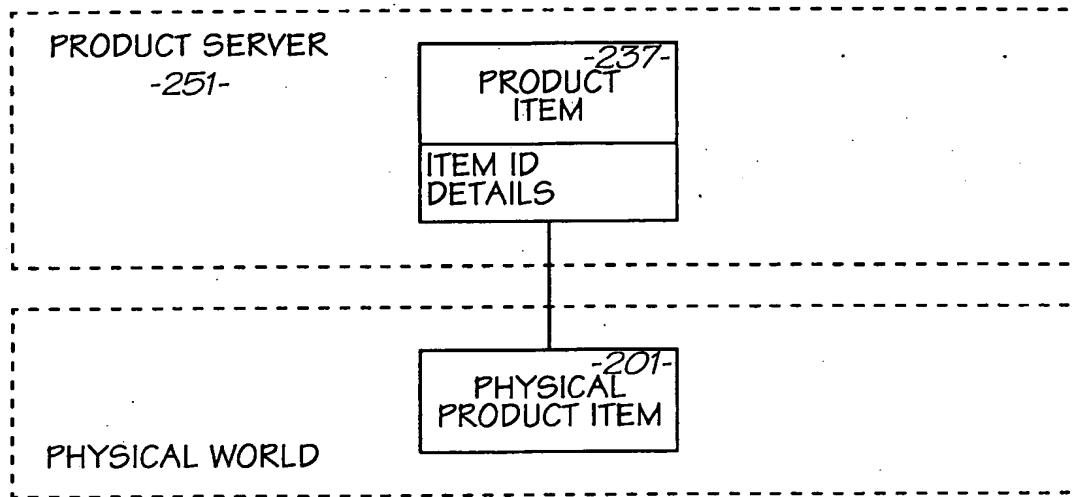 PRODUCT SERVER
-251-
-237-
PRODUCT
ITEM
ITEM ID
DETAILS
-201-
PHYSICAL
PRODUCT ITEM
PHYSICAL WORLD